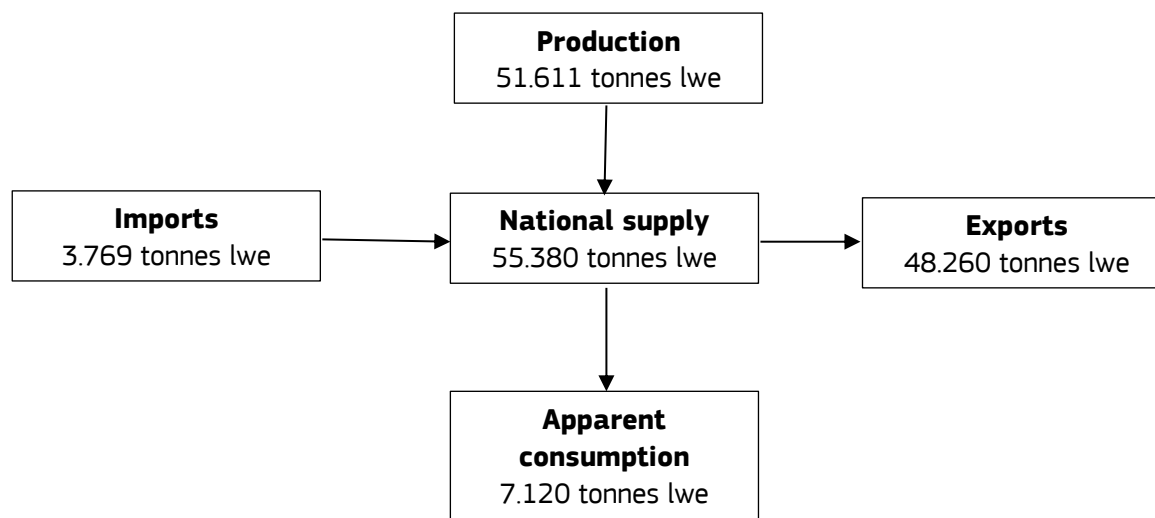 Production
51.611 tonnes lwe
Imports
3.769 tonnes lwe
National supply
55.380 tonnes lwe
Exports
48.260 tonnes lwe
Apparent
consumption
7.120 tonnes lwe